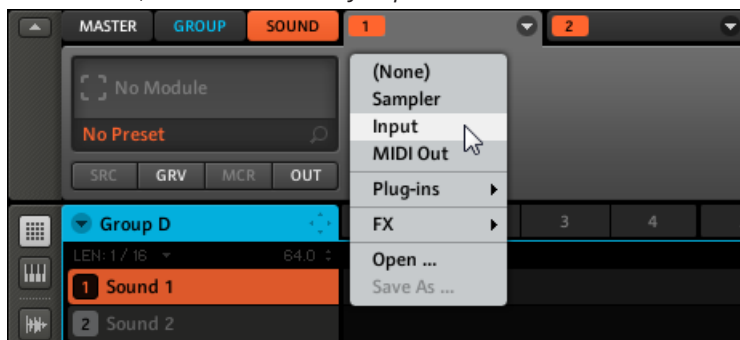 MASTER GROUP SOUND 1 2
No Module
No Preset
SRC GRV MCR OUT
(None)
Sampler
Input
MIDI Out
Plug-ins
FX
Open ...
Save As ...
Group D 3 4
LEN: 1 / 16 64.0
1 Sound 1
2 Sound 2